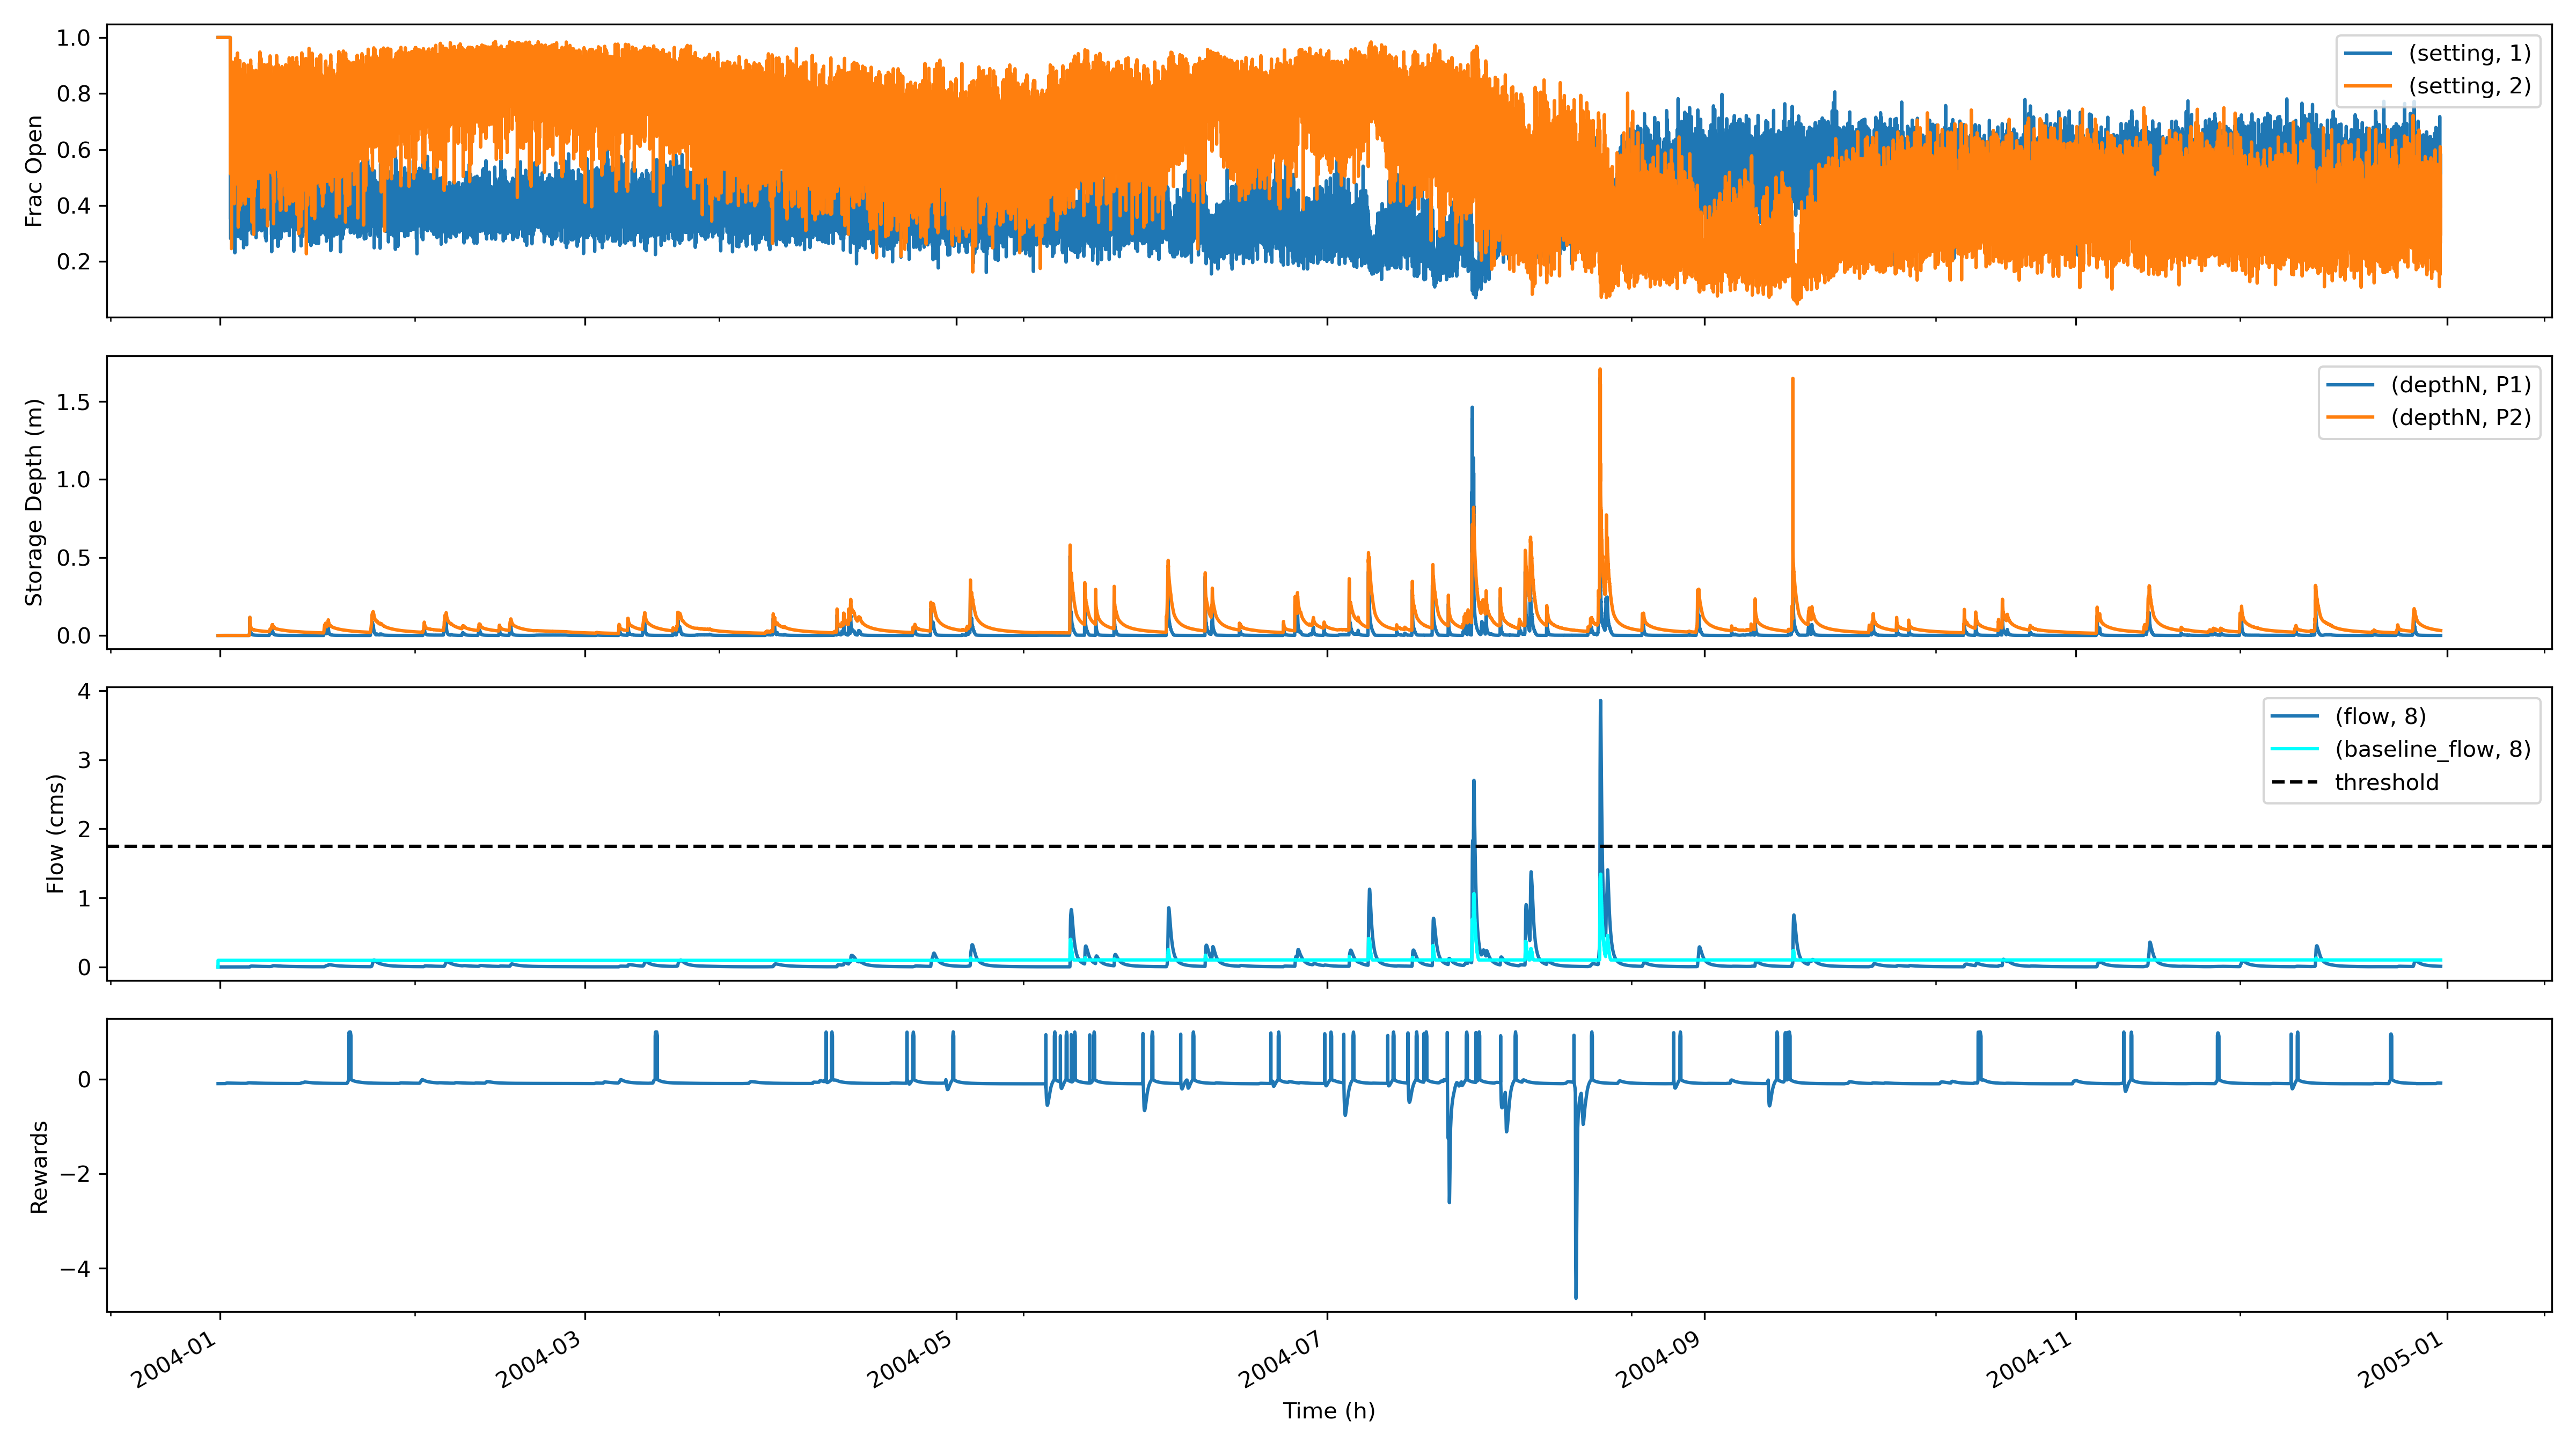 1.0
0.8
0.6
0.4
0.2
Frac Open
(setting, 1)
(setting, 2)
1.5
1.0
0.5
0.0
Storage Depth (m)
(depthN, P1)
(depthN, P2)
4
3
2
1
0
Flow (cms)
(flow, 8)
(baseline_flow, 8)
threshold
0
−2
−4
Rewards
2004-01
2004-03
2004-05
2004-07
2004-09
2004-11
2005-01
Time (h)